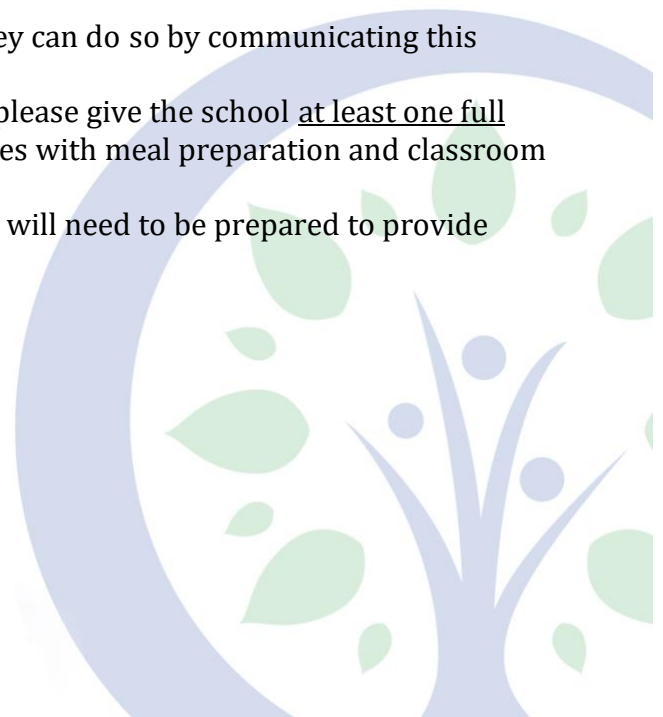 ey can do so by communicating this
please give the school at least one full
es with meal preparation and classroom
will need to be prepared to provide